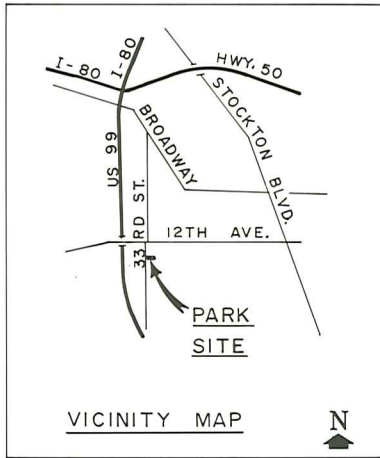 I-80
I-80
HWY. 50
STOCKTON BLVD.
BROADWAY
US 99
33 RD ST.
12TH AVE.
PARK
SITE
VICINITY MAP
N